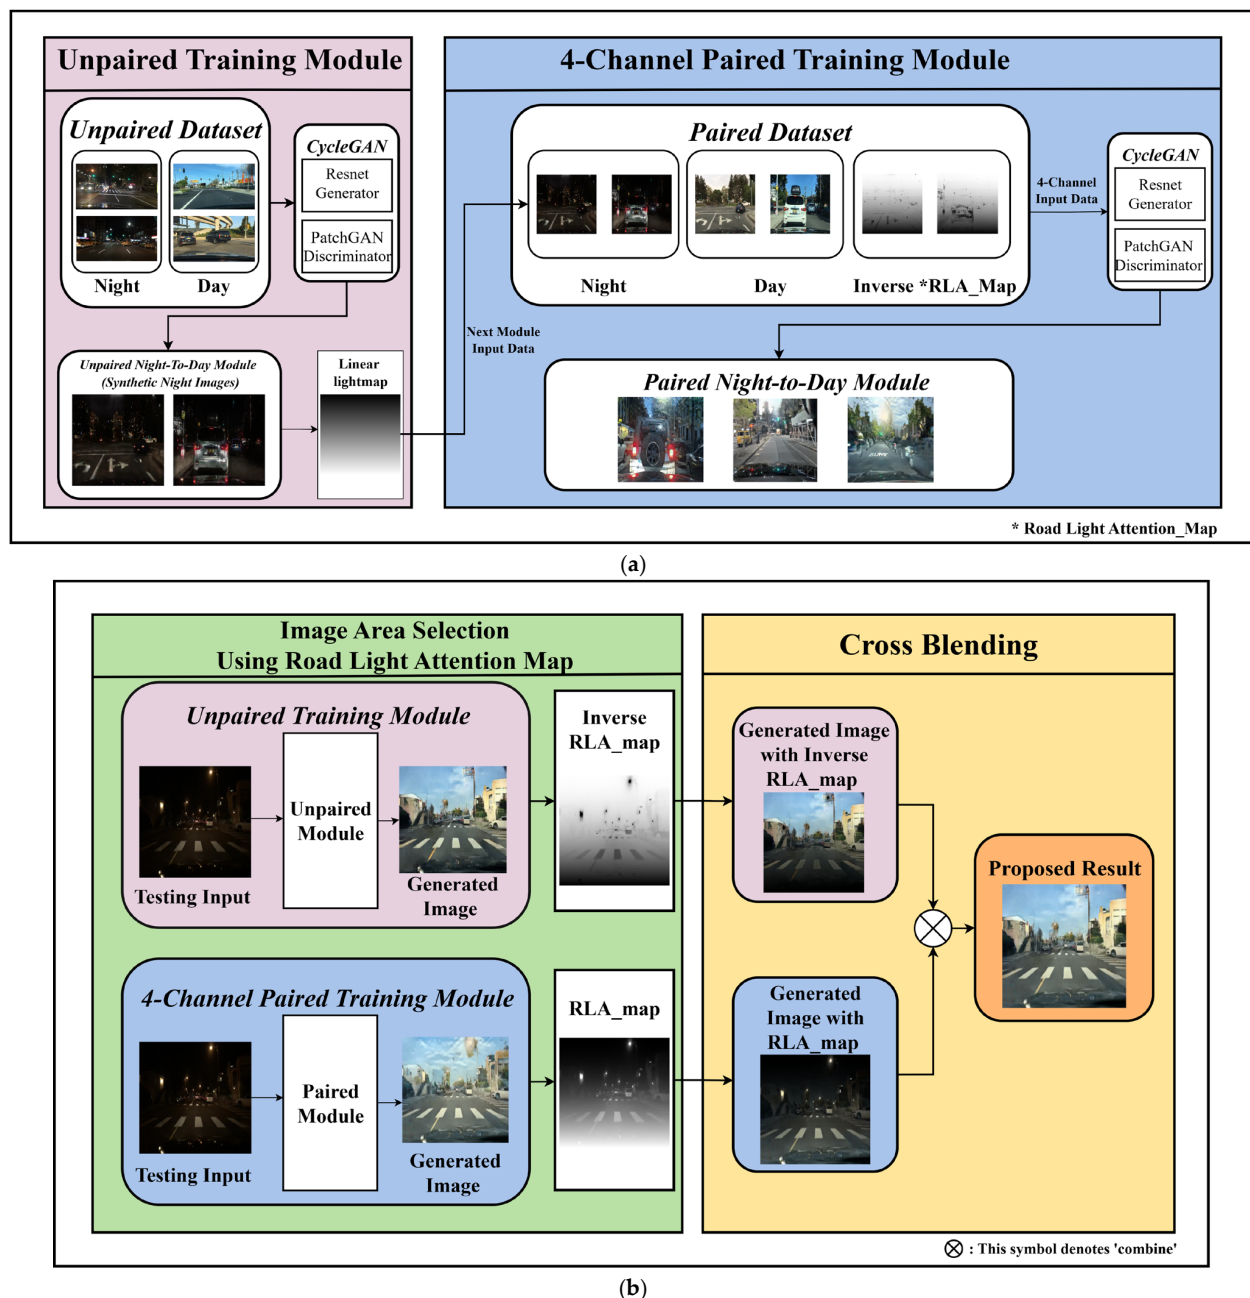 Unpaired Training Module
4-Channel Paired Training Module
Unpaired Dataset
Night
Day
CycleGAN
Resnet
Generator
PatchGAN
Discriminator
Unpaired Night-To-Day Module
(Synthetic Night Images)
Linear
lightmap
Next Module
Input Data
Paired Dataset
Night
Day
Inverse *RLA_Map
4-Channel
Input Data
CycleGAN
Resnet
Generator
PatchGAN
Discriminator
Paired Night-to-Day Module
* Road Light Attention_Map
(a)
Image Area Selection
Using Road Light Attention Map
Cross Blending
Unpaired Training Module
Testing Input
Unpaired
Module
Generated
Image
Inverse
RLA_map
Generated Image
with Inverse
RLA_map
Proposed Result
4-Channel Paired Training Module
Testing Input
Paired
Module
Generated
Image
RLA_map
Generated
Image with
RLA_map
: This symbol denotes 'combine'
(b)